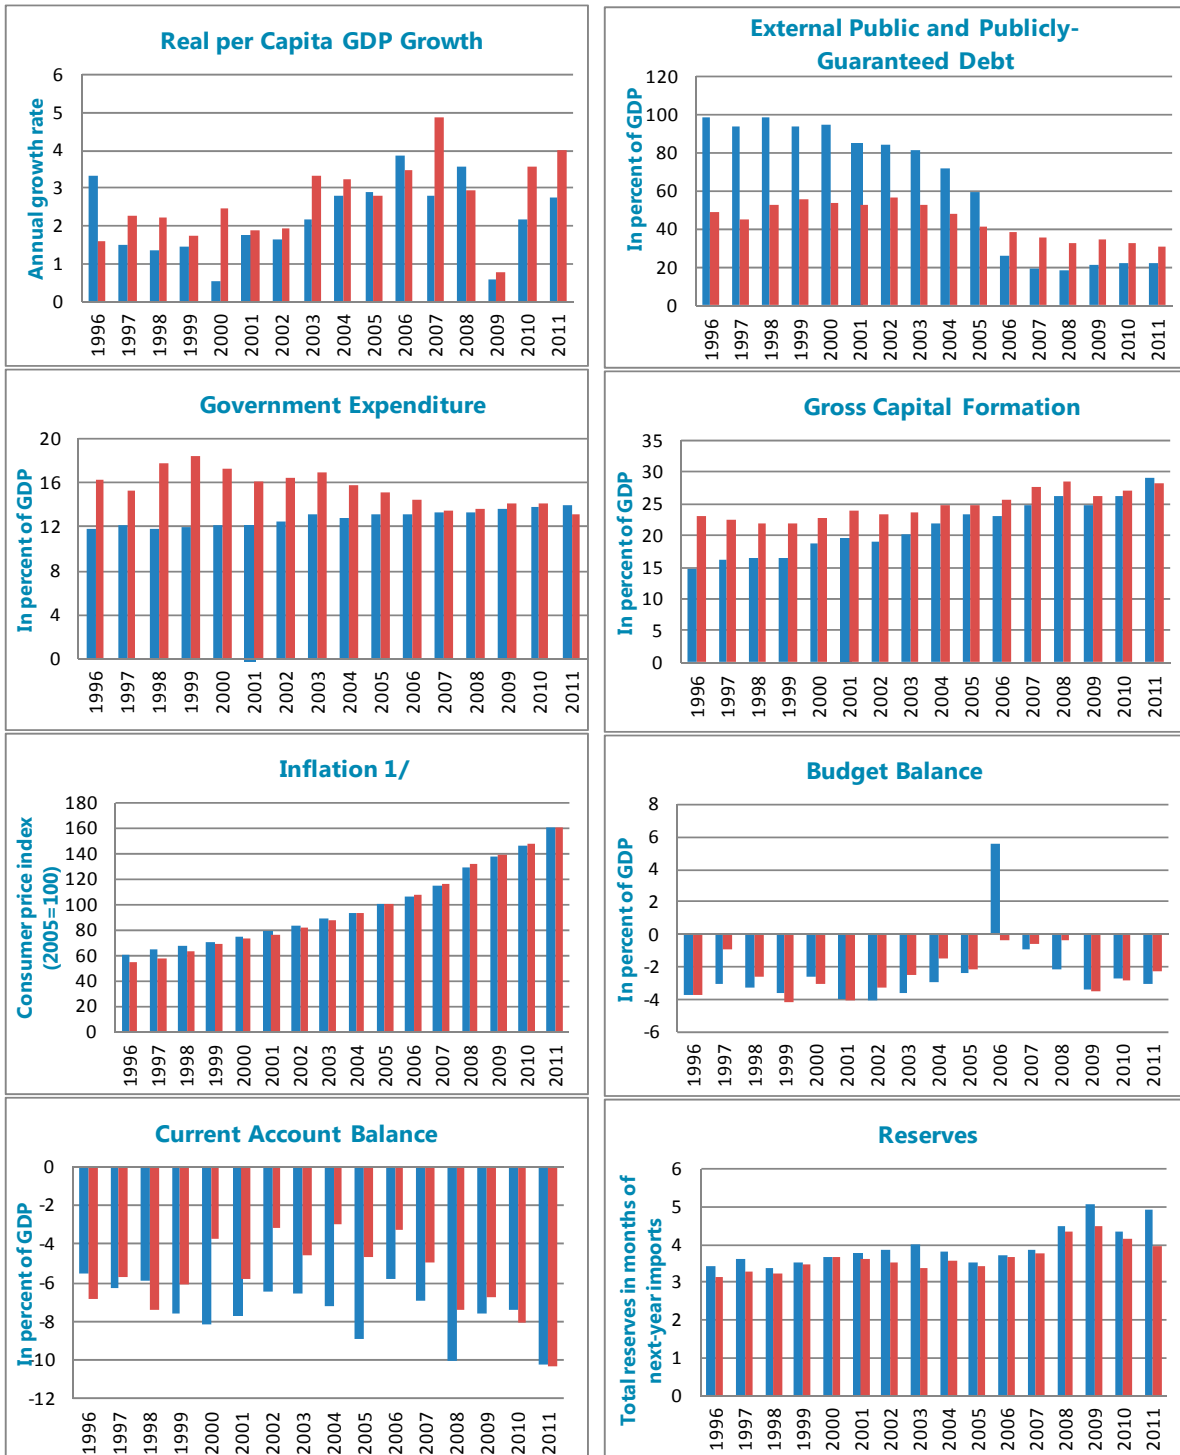 Real per Capita GDP Growth
Annual growth rate
6
5
4
3
2
1
0
1996 1997 1998 1999 2000 2001 2002 2003 2004 2005 2006 2007 2008 2009 2010 2011
External Public and Publicly-
Guaranteed Debt
In percent of GDP
120
100
80
60
40
20
0
1996 1997 1998 1999 2000 2001 2002 2003 2004 2005 2006 2007 2008 2009 2010 2011
Government Expenditure
In percent of GDP
20
16
12
8
4
0
1996 1997 1998 1999 2000 2001 2002 2003 2004 2005 2006 2007 2008 2009 2010 2011
Gross Capital Formation
In percent of GDP
35
30
25
20
15
10
5
0
1996 1997 1998 1999 2000 2001 2002 2003 2004 2005 2006 2007 2008 2009 2010 2011
Inflation 1/
Consumer price index
(2005=100)
180
160
140
120
100
80
60
40
20
0
1996 1997 1998 1999 2000 2001 2002 2003 2004 2005 2006 2007 2008 2009 2010 2011
Budget Balance
In percent of GDP
8
6
4
2
0
-2
-4
-6
1996 1997 1998 1999 2000 2001 2002 2003 2004 2005 2006 2007 2008 2009 2010 2011
Current Account Balance
In percent of GDP
0
-2
-4
-6
-8
-10
-12
1996 1997 1998 1999 2000 2001 2002 2003 2004 2005 2006 2007 2008 2009 2010 2011
Reserves
Total reserves in months of
next-year imports
6
5
4
3
2
1
0
1996 1997 1998 1999 2000 2001 2002 2003 2004 2005 2006 2007 2008 2009 2010 2011